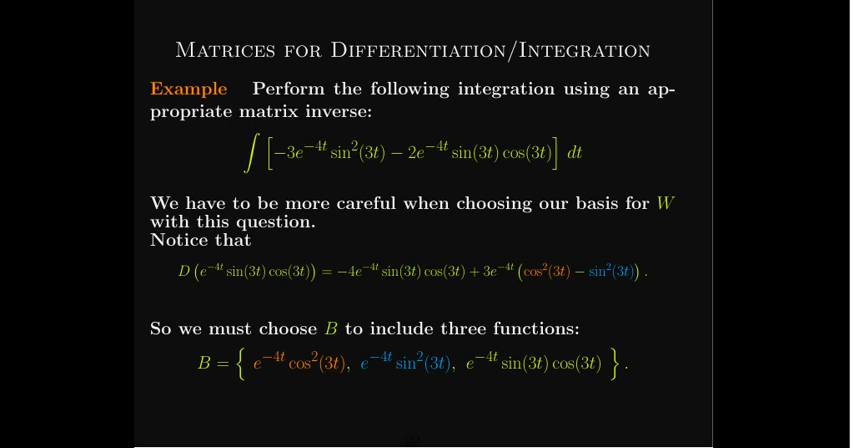 Matrices for Differentiation/Integration
Example Perform the following integration using an ap-
propriate matrix inverse:
∫ [−3e^{−4t} sin²(3t) − 2e^{−4t} sin(3t) cos(3t)] dt
We have to be more careful when choosing our basis for W
with this question.
Notice that
D (e^{−4t} sin(3t) cos(3t)) = −4e^{−4t} sin(3t) cos(3t) + 3e^{−4t} (cos²(3t) − sin²(3t)) .
So we must choose B to include three functions:
B = { e^{−4t} cos²(3t), e^{−4t} sin²(3t), e^{−4t} sin(3t) cos(3t) } .